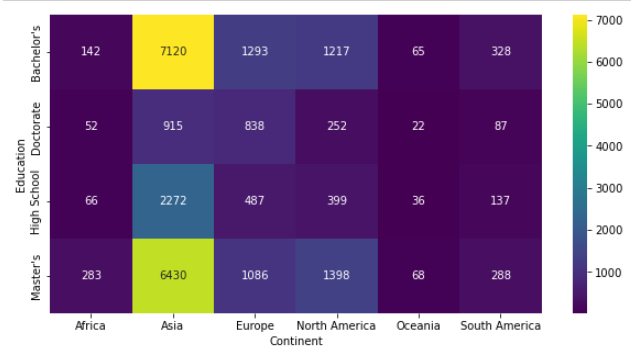 Bachelor's 142 7120 1293 1217 65 328
Doctorate 52 915 838 252 22 87
High School 66 2272 487 399 36 137
Master's 283 6430 1086 1398 68 288
Education
Africa Asia Europe North America Oceania South America
Continent
7000
6000
5000
4000
3000
2000
1000